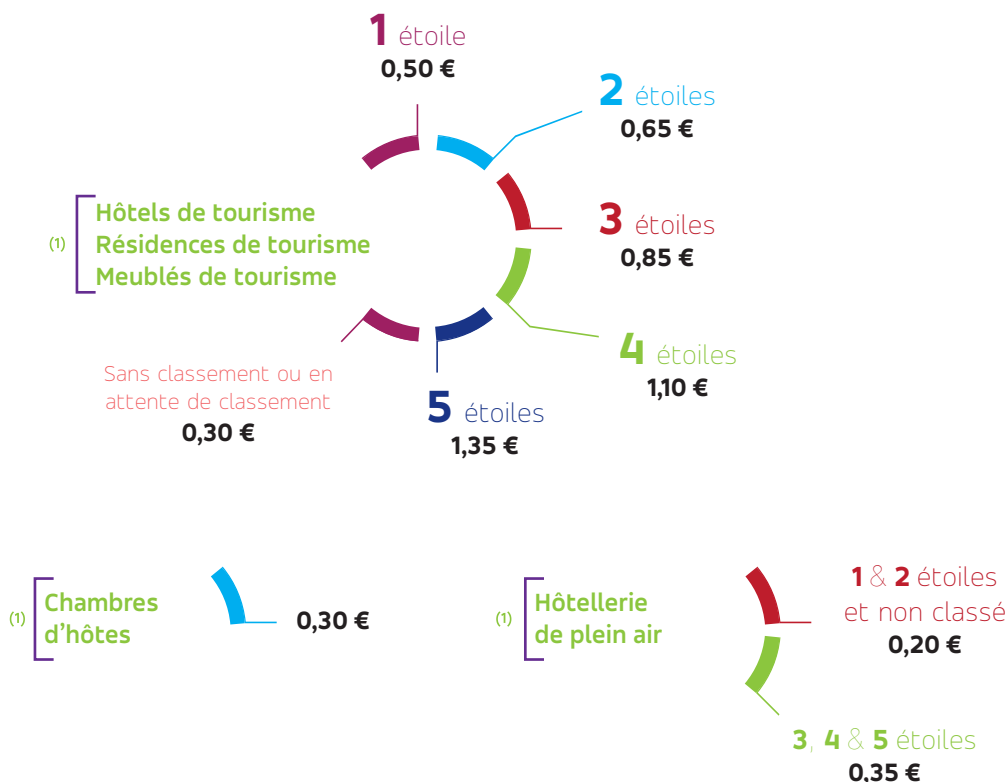 1 étoile
0,50 €
2 étoiles
0,65 €
3 étoiles
0,85 €
4 étoiles
1,10 €
5 étoiles
1,35 €
Sans classement ou en
attente de classement
0,30 €
(1)
Hôtels de tourisme
Résidences de tourisme
Meublés de tourisme
(1)
Chambres
d'hôtes
0,30 €
(1)
Hôtellerie
de plein air
1 & 2 étoiles
et non classé
0,20 €
3, 4 & 5 étoiles
0,35 €